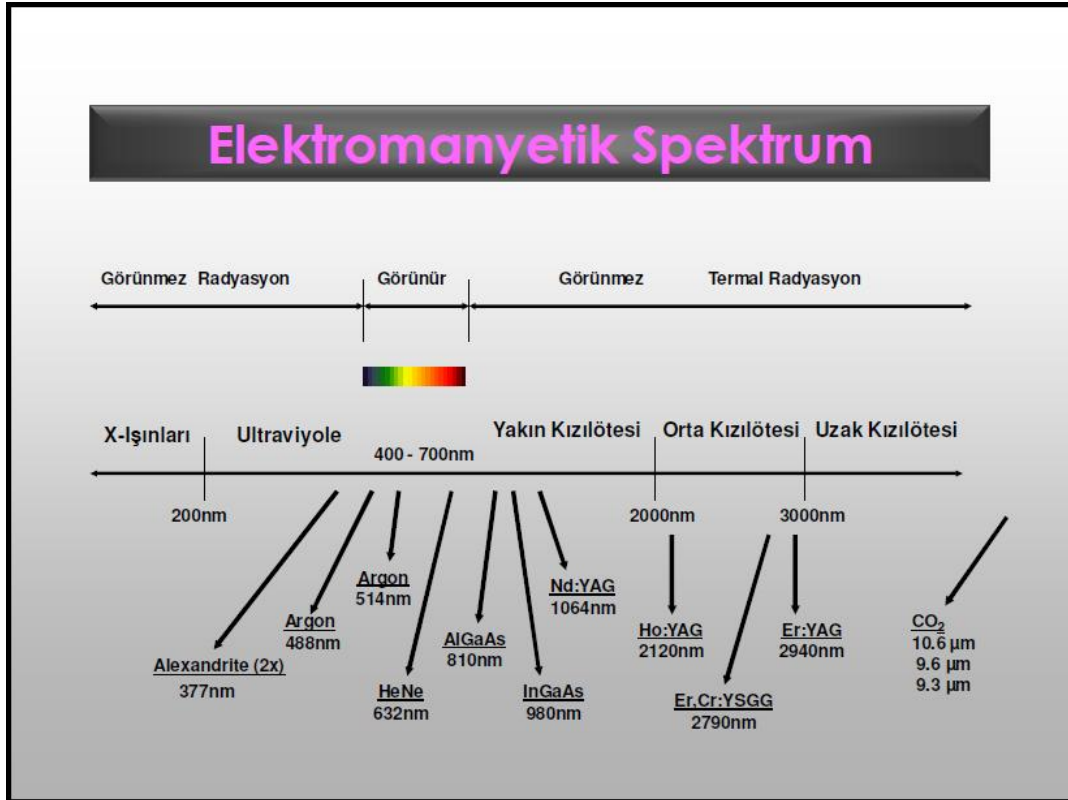 Elektromanyetik Spektrum
Görünmez Radyasyon
Görünür
Görünmez
Termal Radyasyon
X-Işınları
Ultraviyole
400 - 700nm
Yakın Kızılötesi
Orta Kızılötesi
Uzak Kızılötesi
200nm
2000nm
3000nm
Alexandrite (2x)
377nm
Argon
488nm
Argon
514nm
HeNe
632nm
AlGaAs
810nm
InGaAs
980nm
Nd:YAG
1064nm
Ho:YAG
2120nm
Er,Cr:YSGG
2790nm
Er:YAG
2940nm
CO2
10.6 µm
9.6 µm
9.3 µm